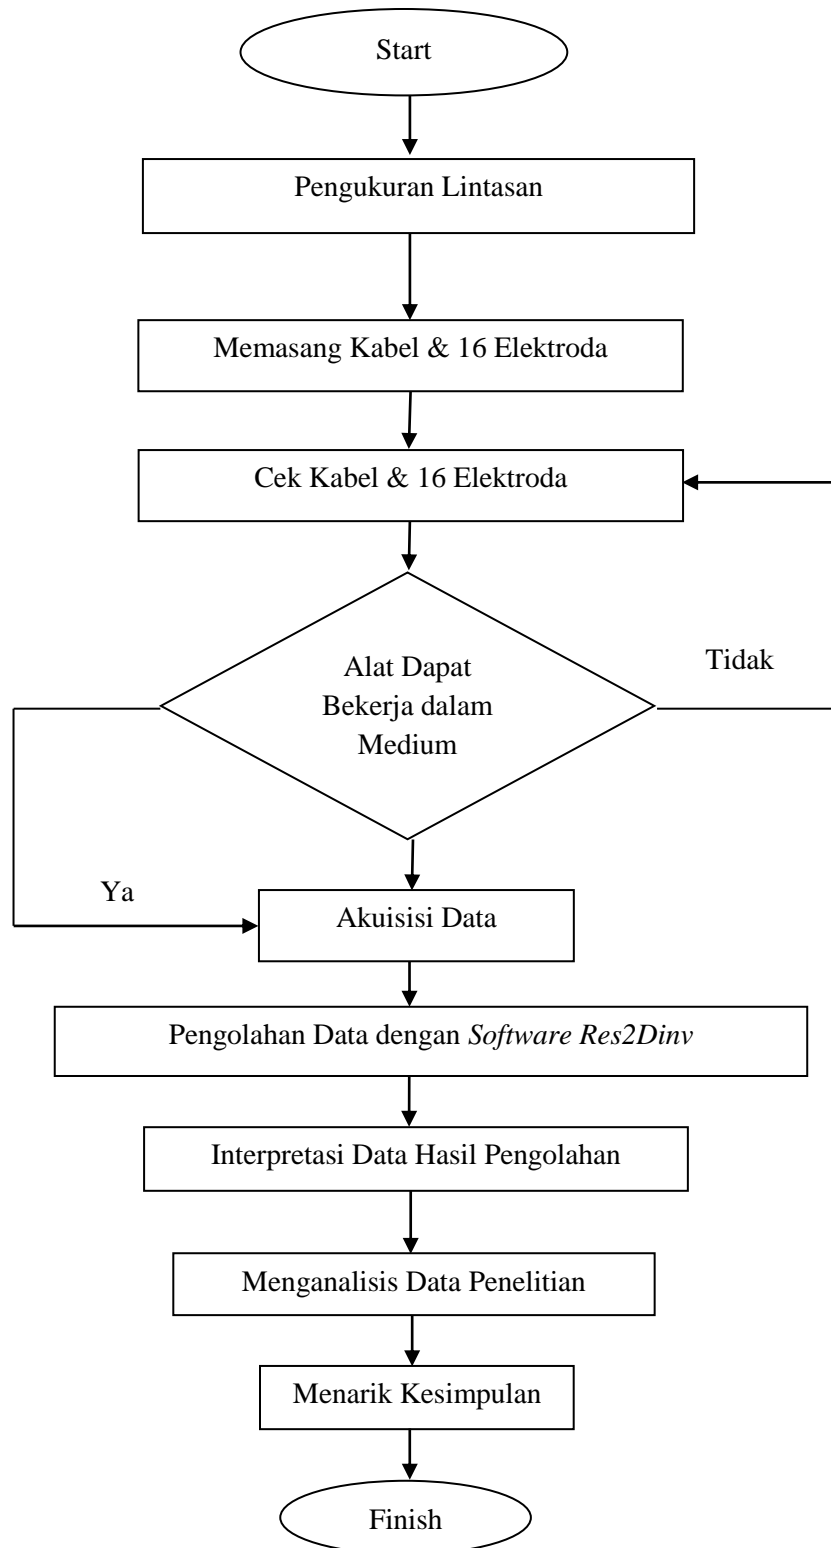 Start
Pengukuran Lintasan
Memasang Kabel & 16 Elektroda
Cek Kabel & 16 Elektroda
Alat Dapat
Bekerja dalam
Medium
Tidak
Ya
Akuisisi Data
Pengolahan Data dengan Software Res2Dinv
Interpretasi Data Hasil Pengolahan
Menganalisis Data Penelitian
Menarik Kesimpulan
Finish